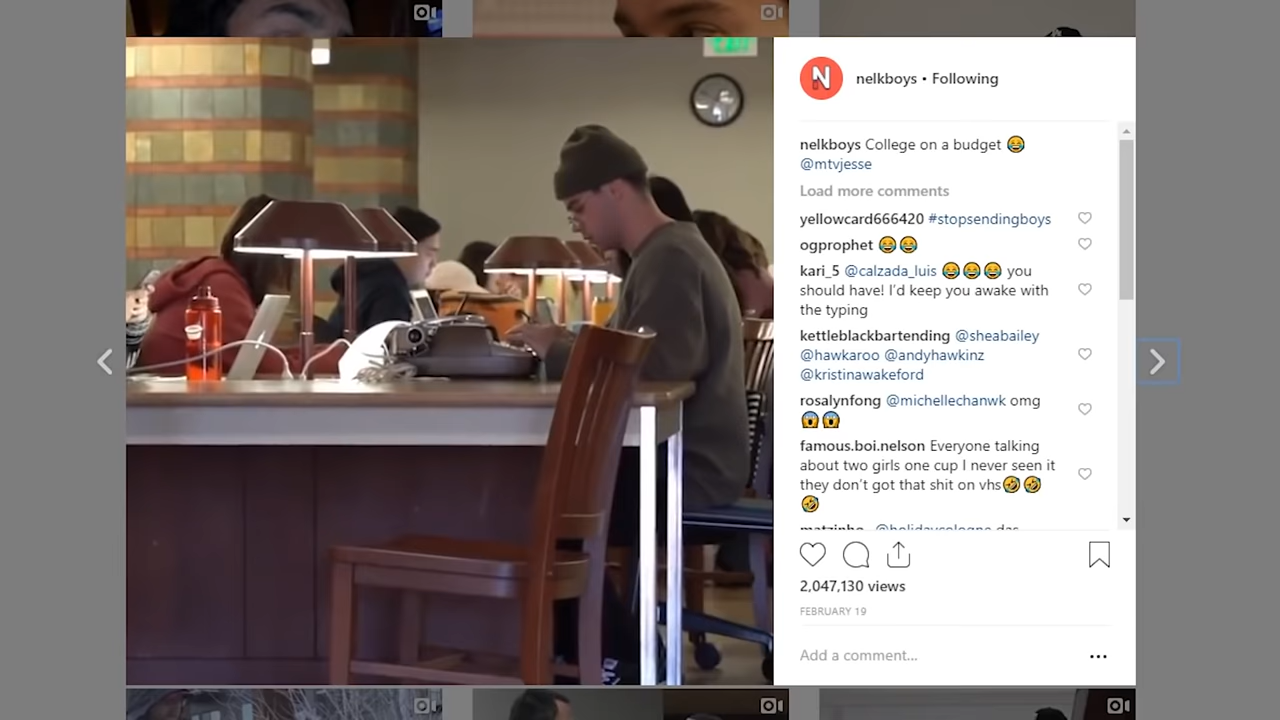 EXIT
N
nelkboys • Following
nelkboys College on a budget 😂
@mtvjesse
Load more comments
yellowcard666420 #stopsendingboys
ogprophet 😂😂
kari_5 @calzada_luis 😂😂😂 you
should have! I'd keep you awake with
the typing
kettleblackbartending @sheabailey
@hawkaroo @andyhawkinz
@kristinawakeford
rosalynfong @michellechanwk omg
😱😱
famous.boi.nelson Everyone talking
about two girls one cup I never seen it
they don't got that shit on vhs🤣🤣
🤣
2,047,130 views
FEBRUARY 19
Add a comment...